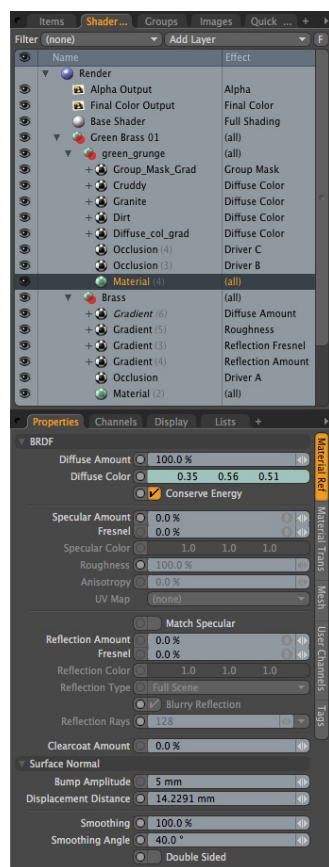 Items Shader... Groups Images Quick ... +
Filter (none) Add Layer F
Name Effect
Render
Alpha Output Alpha
Final Color Output Final Color
Base Shader Full Shading
Green Brass 01 (all)
green_grunge (all)
+ Group_Mask_Grad Group Mask
+ Cruddy Diffuse Color
+ Granite Diffuse Color
+ Dirt Diffuse Color
+ Diffuse_col_grad Diffuse Color
Occlusion (4) Driver C
Occlusion (3) Driver B
Material (4) (all)
Brass (all)
+ Gradient (6) Diffuse Amount
+ Gradient (5) Roughness
+ Gradient (3) Reflection Fresnel
+ Gradient (4) Reflection Amount
Occlusion Driver A
Material (2) (all)
Properties Channels Display Lists +
BRDF
Diffuse Amount 100.0 %
Diffuse Color 0.35 0.56 0.51
Conserve Energy
Specular Amount 0.0 %
Fresnel 0.0 %
Specular Color 1.0 1.0 1.0
Roughness 100.0 %
Anisotropy 0.0 %
UV Map (none)
Match Specular
Reflection Amount 0.0 %
Fresnel 0.0 %
Reflection Color 1.0 1.0 1.0
Reflection Type Full Scene
Blurry Reflection
Reflection Rays 128
Clearcoat Amount 0.0 %
Surface Normal
Bump Amplitude 5 mm
Displacement Distance 14.2291 mm
Smoothing 100.0 %
Smoothing Angle 40.0 °
Double Sided
Material Ref
Material Trans
Mesh
User Channels
Tags